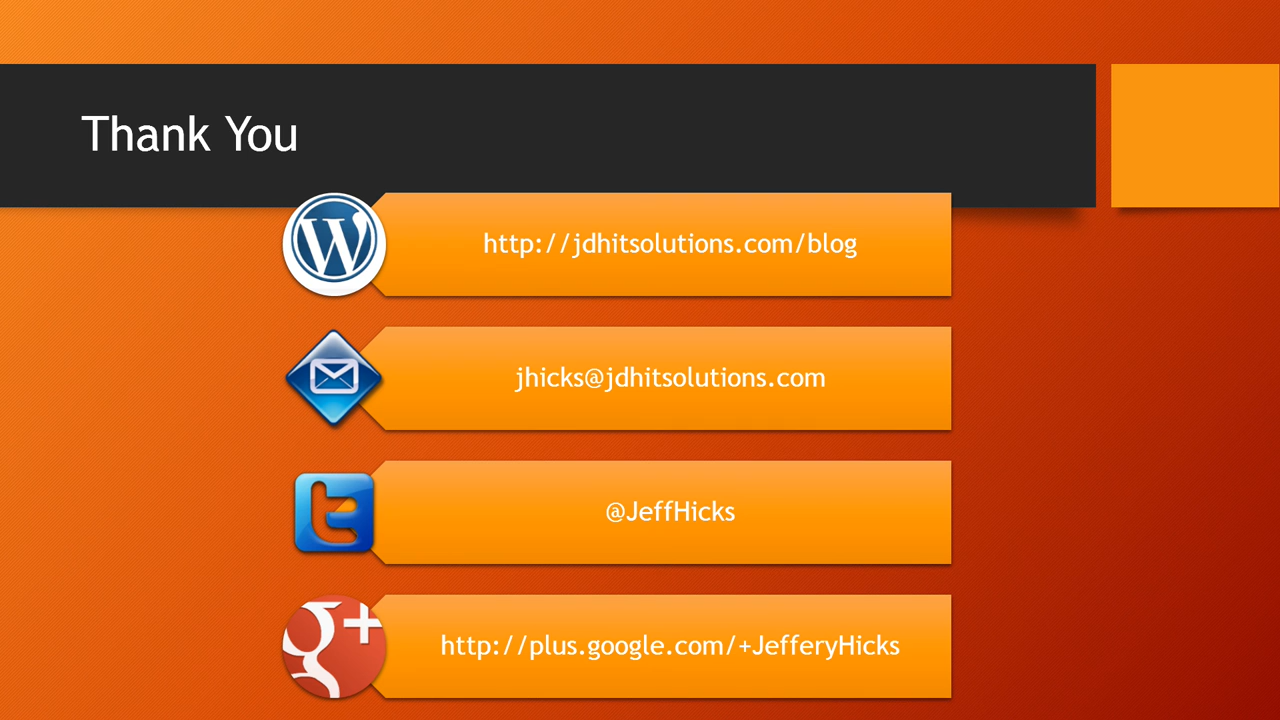 Thank You
http://jdhitsolutions.com/blog
jhicks@jdhitsolutions.com
@JeffHicks
http://plus.google.com/+JefferyHicks